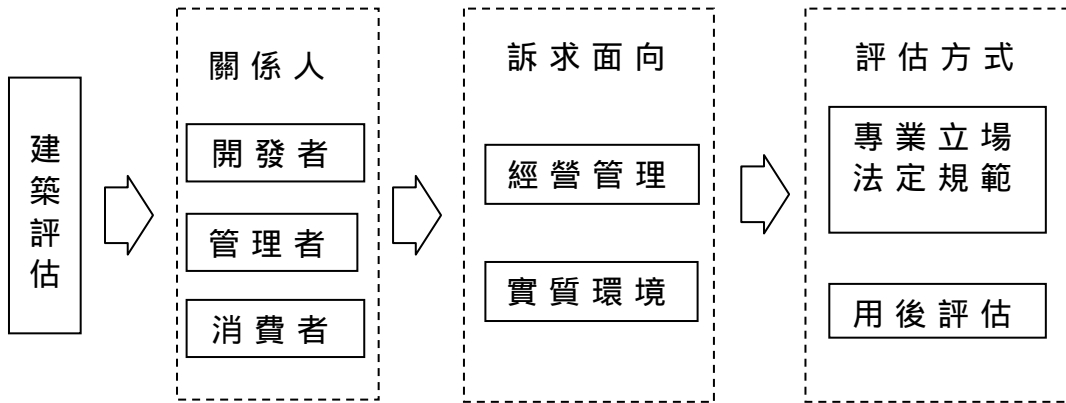 建築評估
關係人
開發者
管理者
消費者
訴求面向
經營管理
實質環境
評估方式
專業立場
法定規範
用後評估